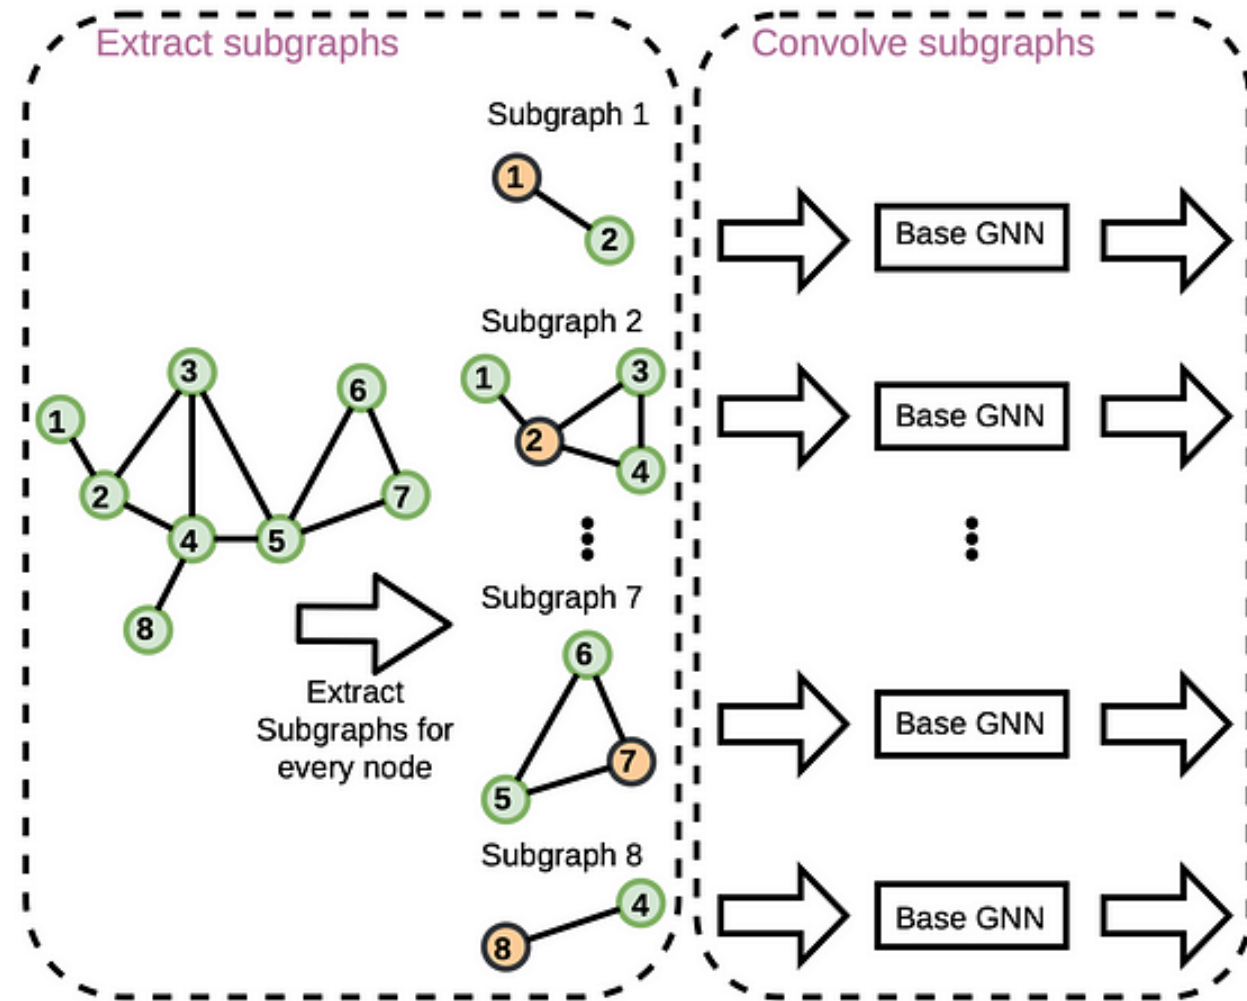 Extract subgraphs
Convolve subgraphs
Subgraph 1
1
2
Base GNN
Subgraph 2
1
3
2
4
Base GNN
3
6
1
2
7
4
5
8
Extract
Subgraphs for
every node
Subgraph 7
6
7
5
Base GNN
Subgraph 8
4
8
Base GNN